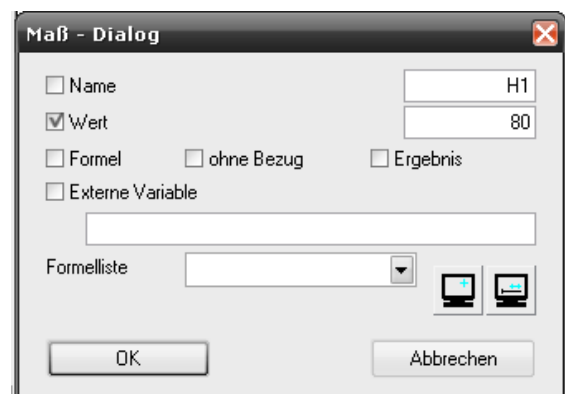 Maß - Dialog
Name H1
Wert 80
Formel ohne Bezug Ergebnis
Externe Variable
Formelliste
OK Abbrechen